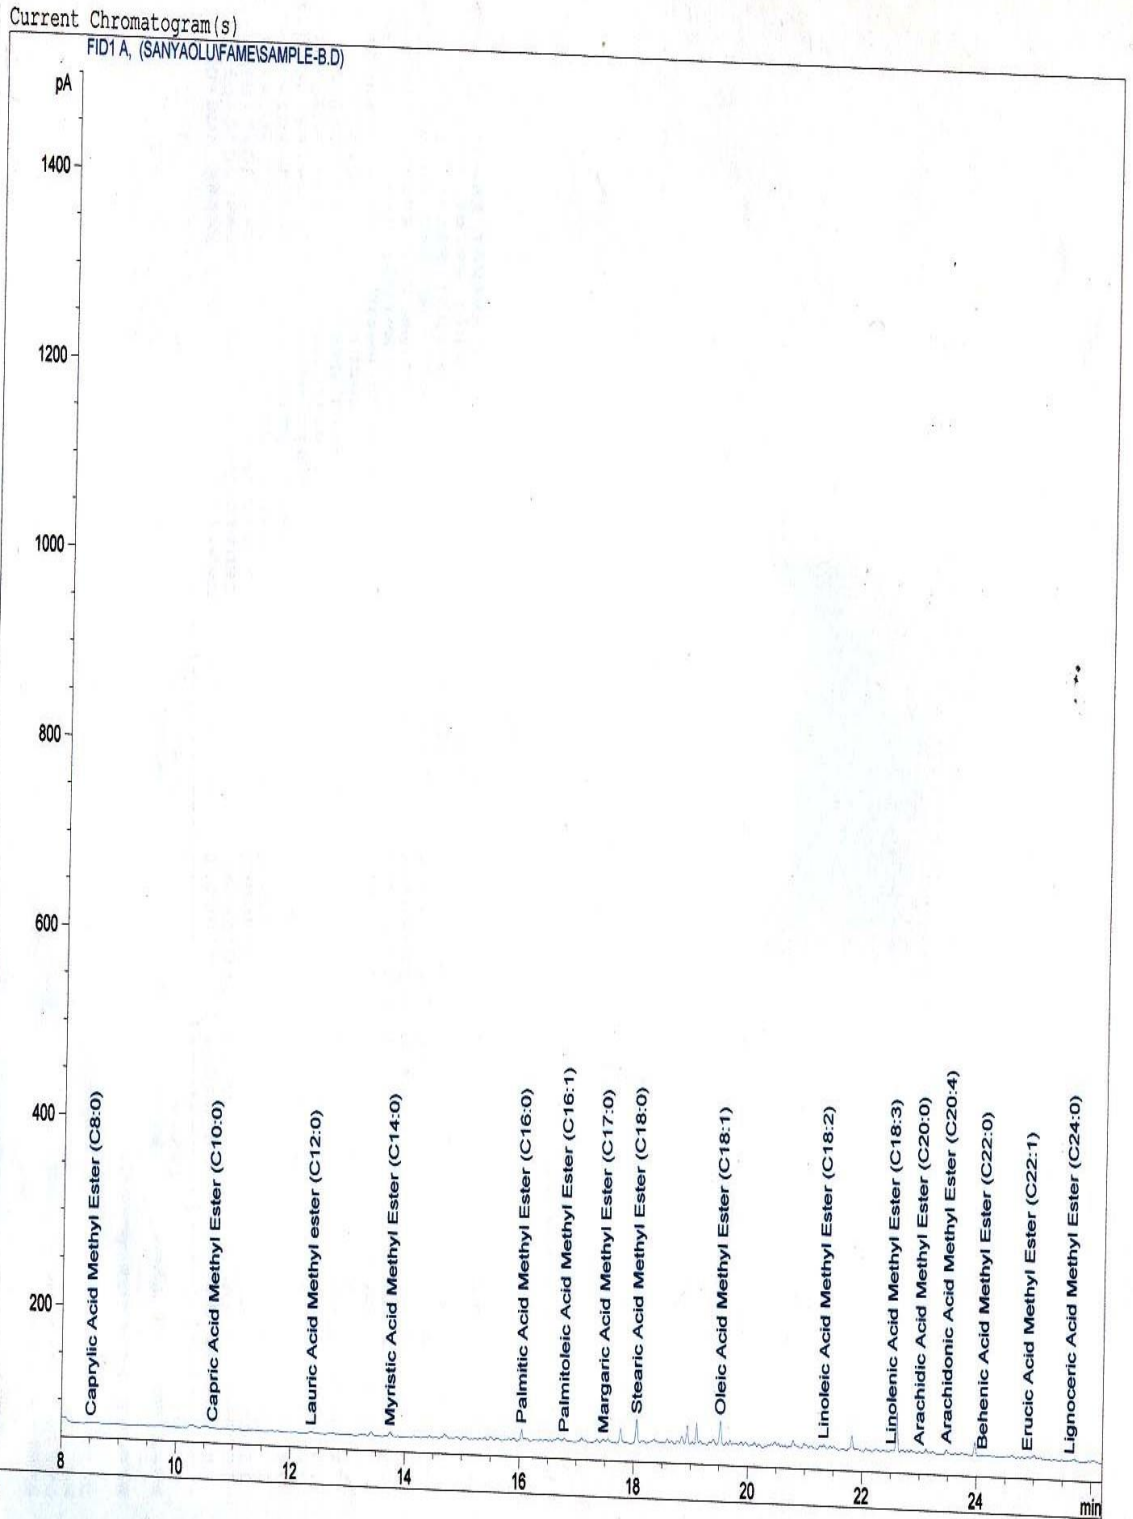 Current Chromatogram(s)
FID1 A, (SANYAOLU\FAME\SAMPLE-B.D)
pA
1400
1200
1000
800
600
400
200
Caprylic Acid Methyl Ester (C8:0)
Capric Acid Methyl Ester (C10:0)
Lauric Acid Methyl ester (C12:0)
Myristic Acid Methyl Ester (C14:0)
Palmitic Acid Methyl Ester (C16:0)
Palmitoleic Acid Methyl Ester (C16:1)
Margaric Acid Methyl Ester (C17:0)
Stearic Acid Methyl Ester (C18:0)
Oleic Acid Methyl Ester (C18:1)
Linoleic Acid Methyl Ester (C18:2)
Linolenic Acid Methyl Ester (C18:3)
Arachidic Acid Methyl Ester (C20:0)
Arachidonic Acid Methyl Ester (C20:4)
Behenic Acid Methyl Ester (C22:0)
Erucic Acid Methyl Ester (C22:1)
Lignoceric Acid Methyl Ester (C24:0)
8 10 12 14 16 18 20 22 24 min